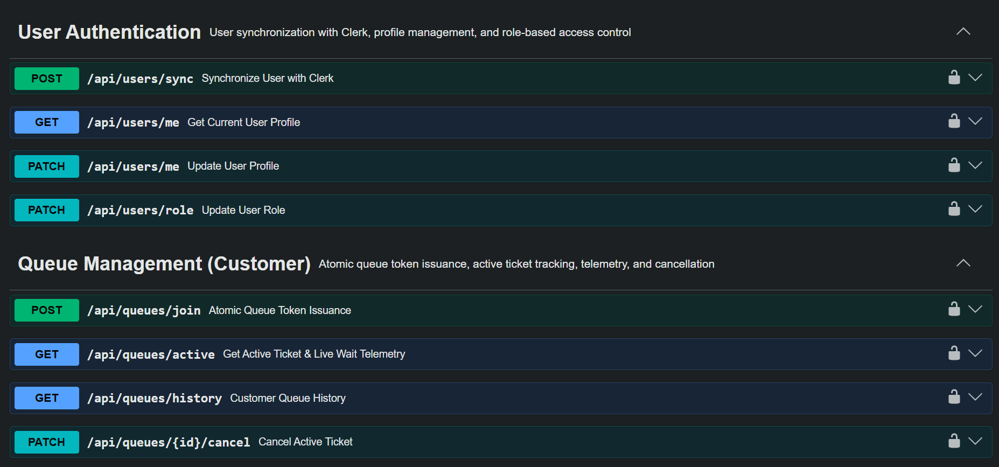 User Authentication User synchronization with Clerk, profile management, and role-based access control
POST /api/users/sync Synchronize User with Clerk
GET /api/users/me Get Current User Profile
PATCH /api/users/me Update User Profile
PATCH /api/users/role Update User Role
Queue Management (Customer) Atomic queue token issuance, active ticket tracking, telemetry, and cancellation
POST /api/queues/join Atomic Queue Token Issuance
GET /api/queues/active Get Active Ticket & Live Wait Telemetry
GET /api/queues/history Customer Queue History
PATCH /api/queues/{id}/cancel Cancel Active Ticket